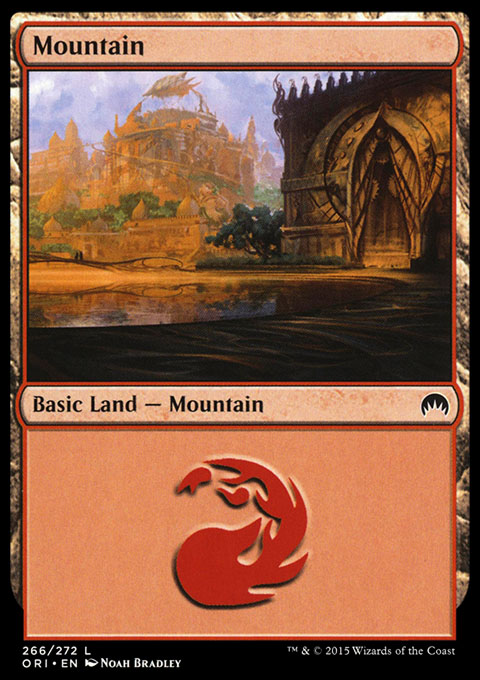 Mountain
Basic Land — Mountain
266/272 L
ORI • EN Noah Bradley
™ & © 2015 Wizards of the Coast